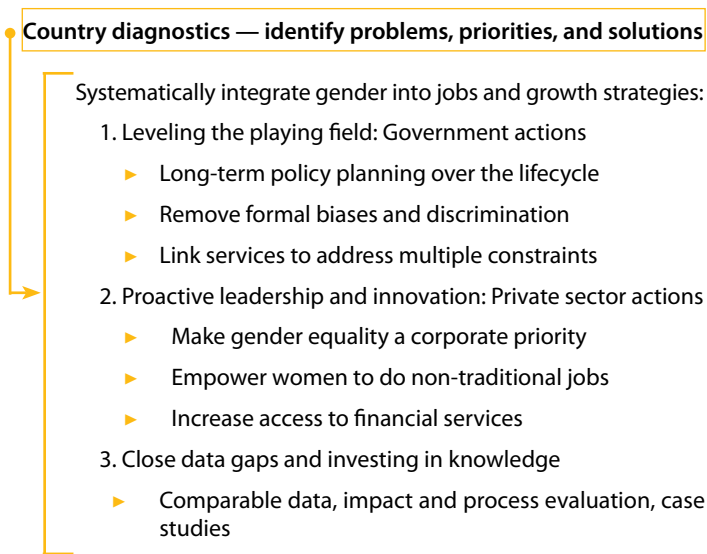 Country diagnostics — identify problems, priorities, and solutions
Systematically integrate gender into jobs and growth strategies:
1. Leveling the playing field: Government actions
► Long-term policy planning over the lifecycle
► Remove formal biases and discrimination
► Link services to address multiple constraints
2. Proactive leadership and innovation: Private sector actions
► Make gender equality a corporate priority
► Empower women to do non-traditional jobs
► Increase access to financial services
3. Close data gaps and investing in knowledge
► Comparable data, impact and process evaluation, case
studies